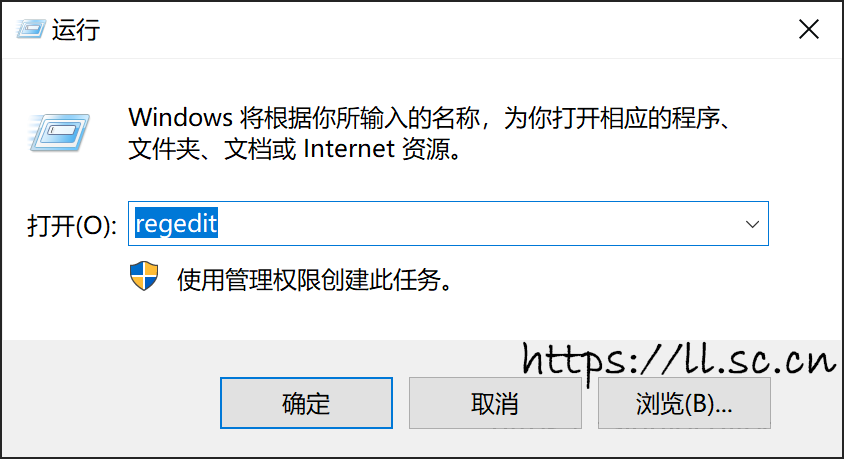 运行
Windows 将根据你所输入的名称，为你打开相应的程序、
文件夹、文档或 Internet 资源。
打开(O): regedit
使用管理权限创建此任务。
https://ll.sc.cn
确定 取消 浏览(B)...